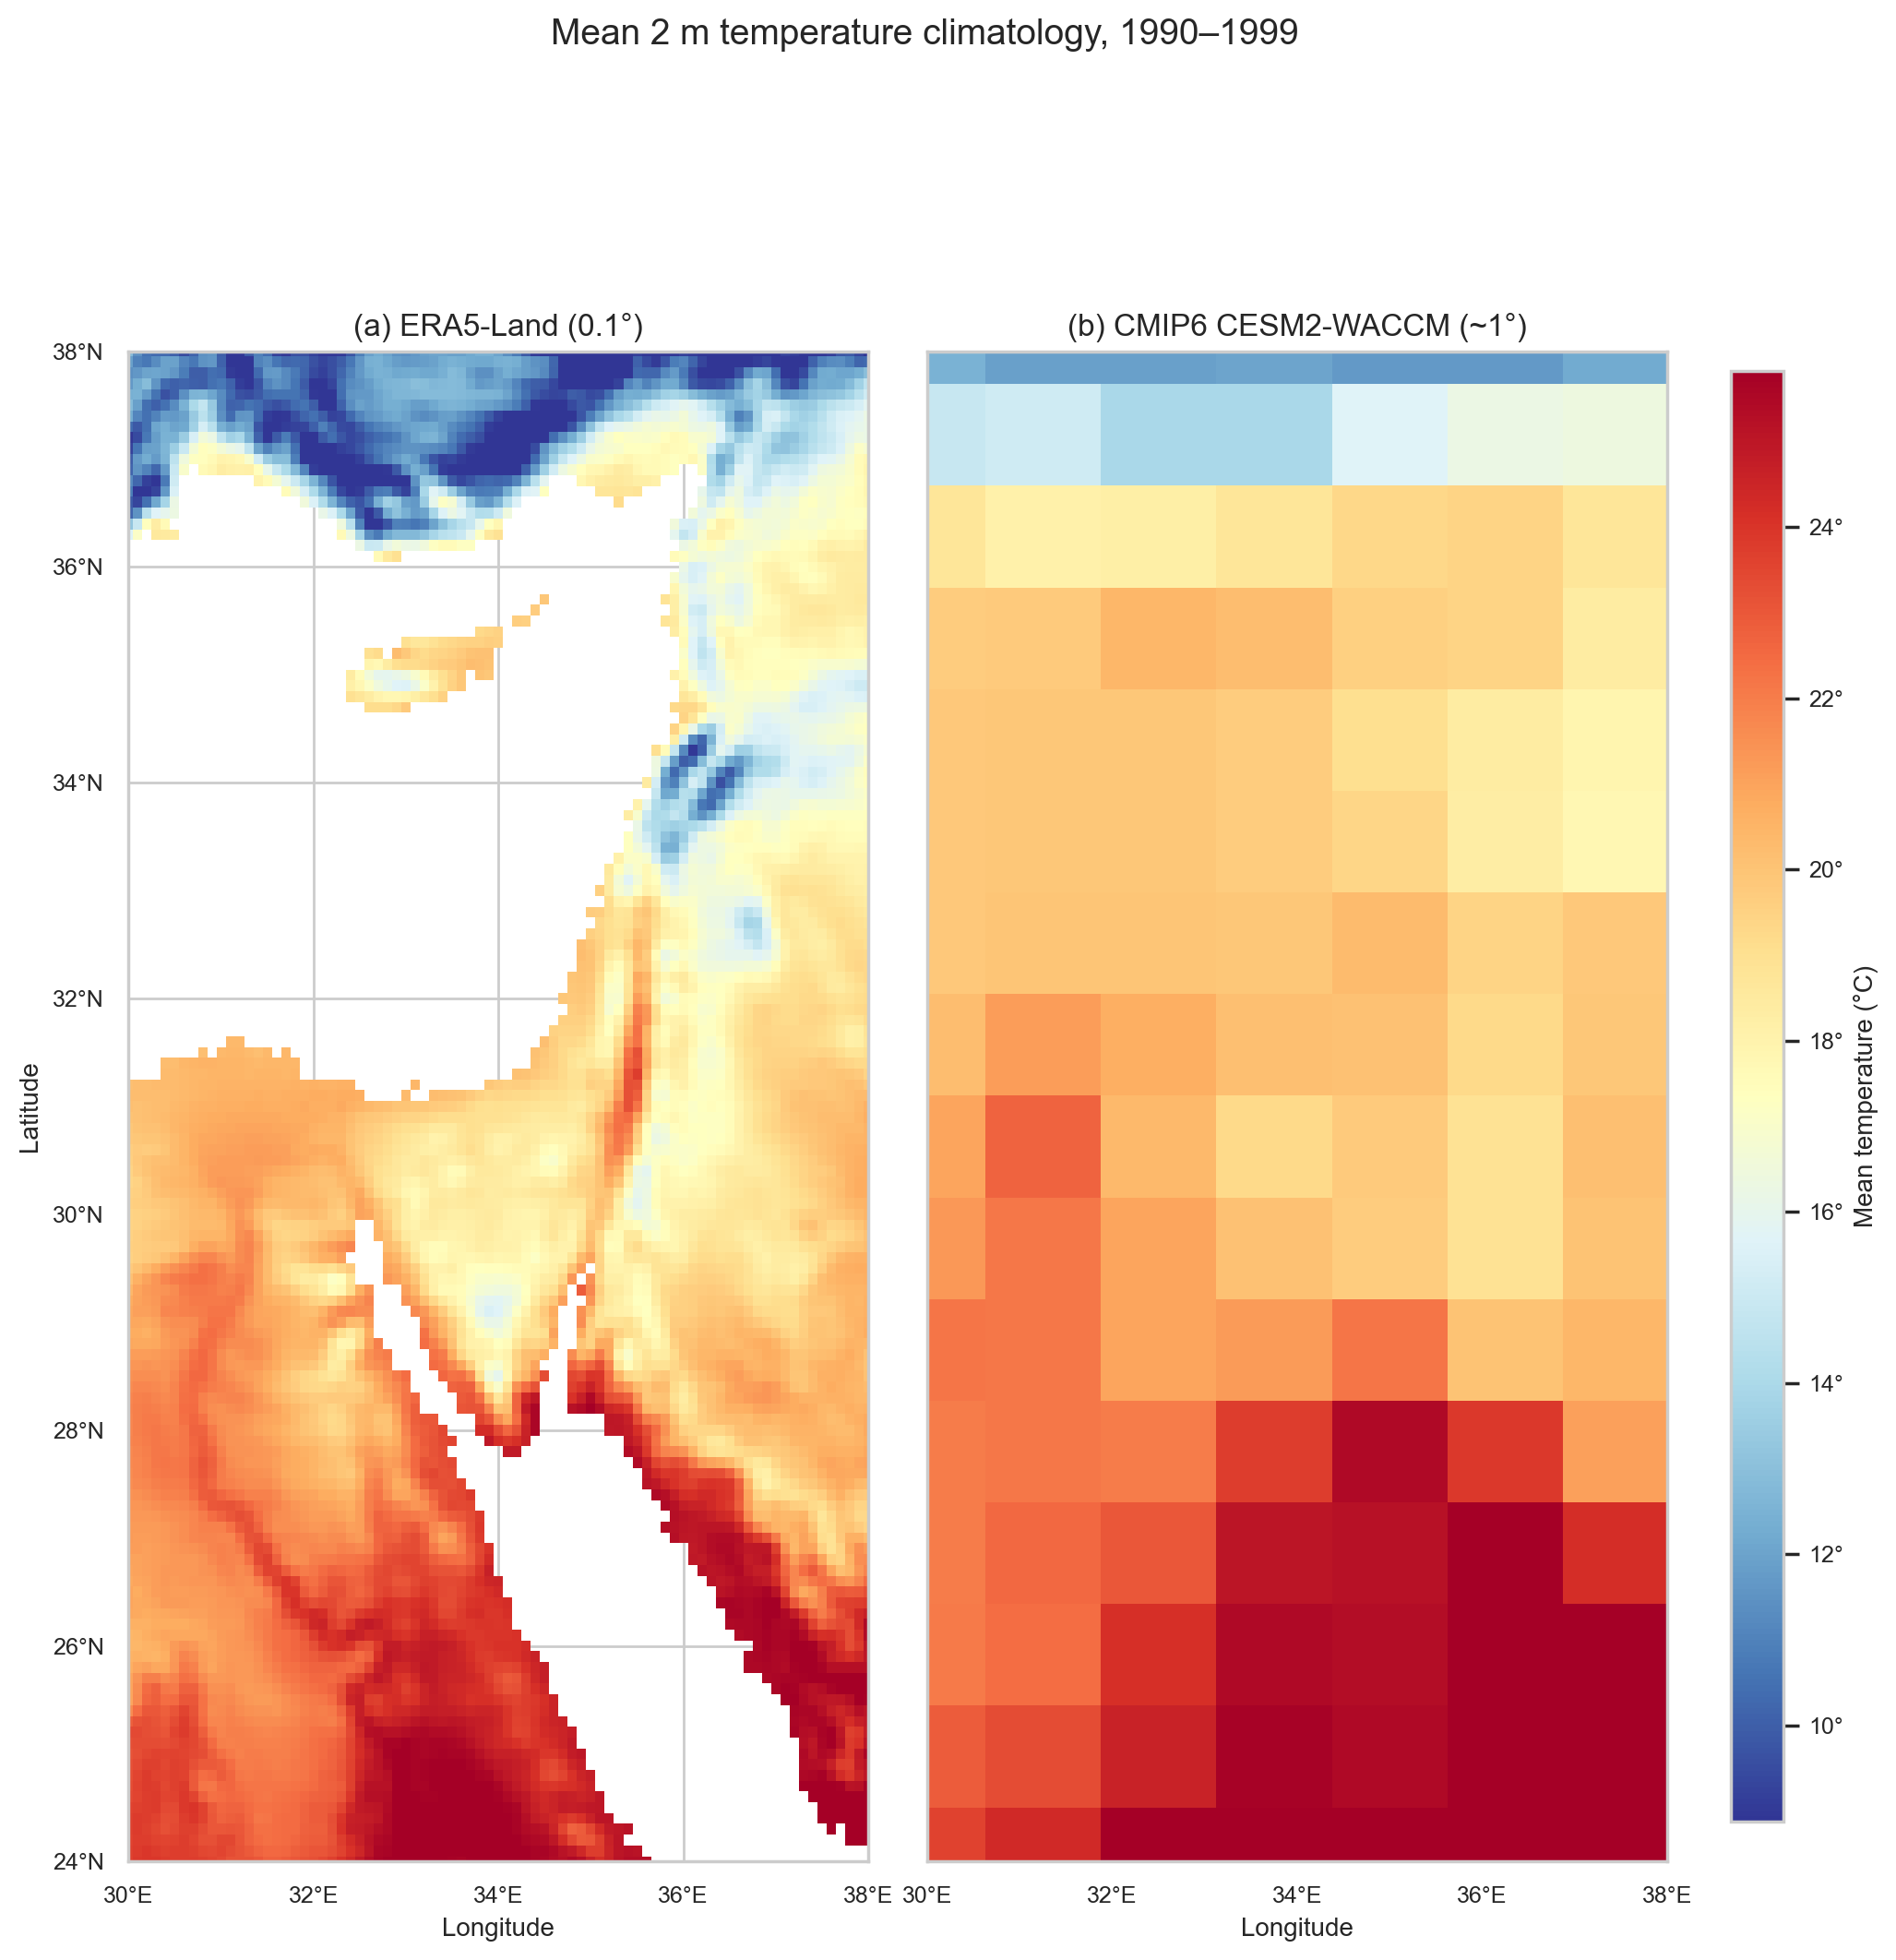 Mean 2 m temperature climatology, 1990–1999
(a) ERA5-Land (0.1°)
38°N
36°N
34°N
32°N
30°N
28°N
26°N
24°N
Latitude
30°E
32°E
34°E
36°E
38°E
Longitude
(b) CMIP6 CESM2-WACCM (~1°)
30°E
32°E
34°E
36°E
38°E
Longitude
24°
22°
20°
18°
16°
14°
12°
10°
Mean temperature (°C)